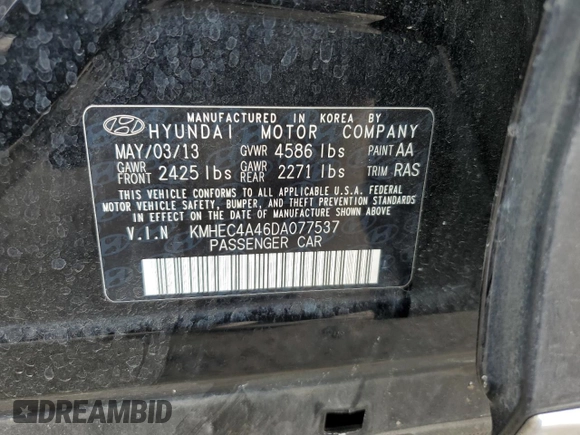 MANUFACTURED IN KOREA BY
HYUNDAI MOTOR COMPANY
MAY/03/13 GVWR 4586 lbs PAINT AA
GAWR FRONT 2425 lbs GAWR REAR 2271 lbs TRIM RAS
THIS VEHICLE CONFORMS TO ALL APPLICABLE U.S.A. FEDERAL
MOTOR VEHICLE SAFETY, BUMPER, AND THEFT PREVENTION STANDARDS
IN EFFECT ON THE DATE OF MANUFACTURE SHOWN ABOVE.
V.I.N KMHEC4A46DA077537
PASSENGER CAR
DREAMBID